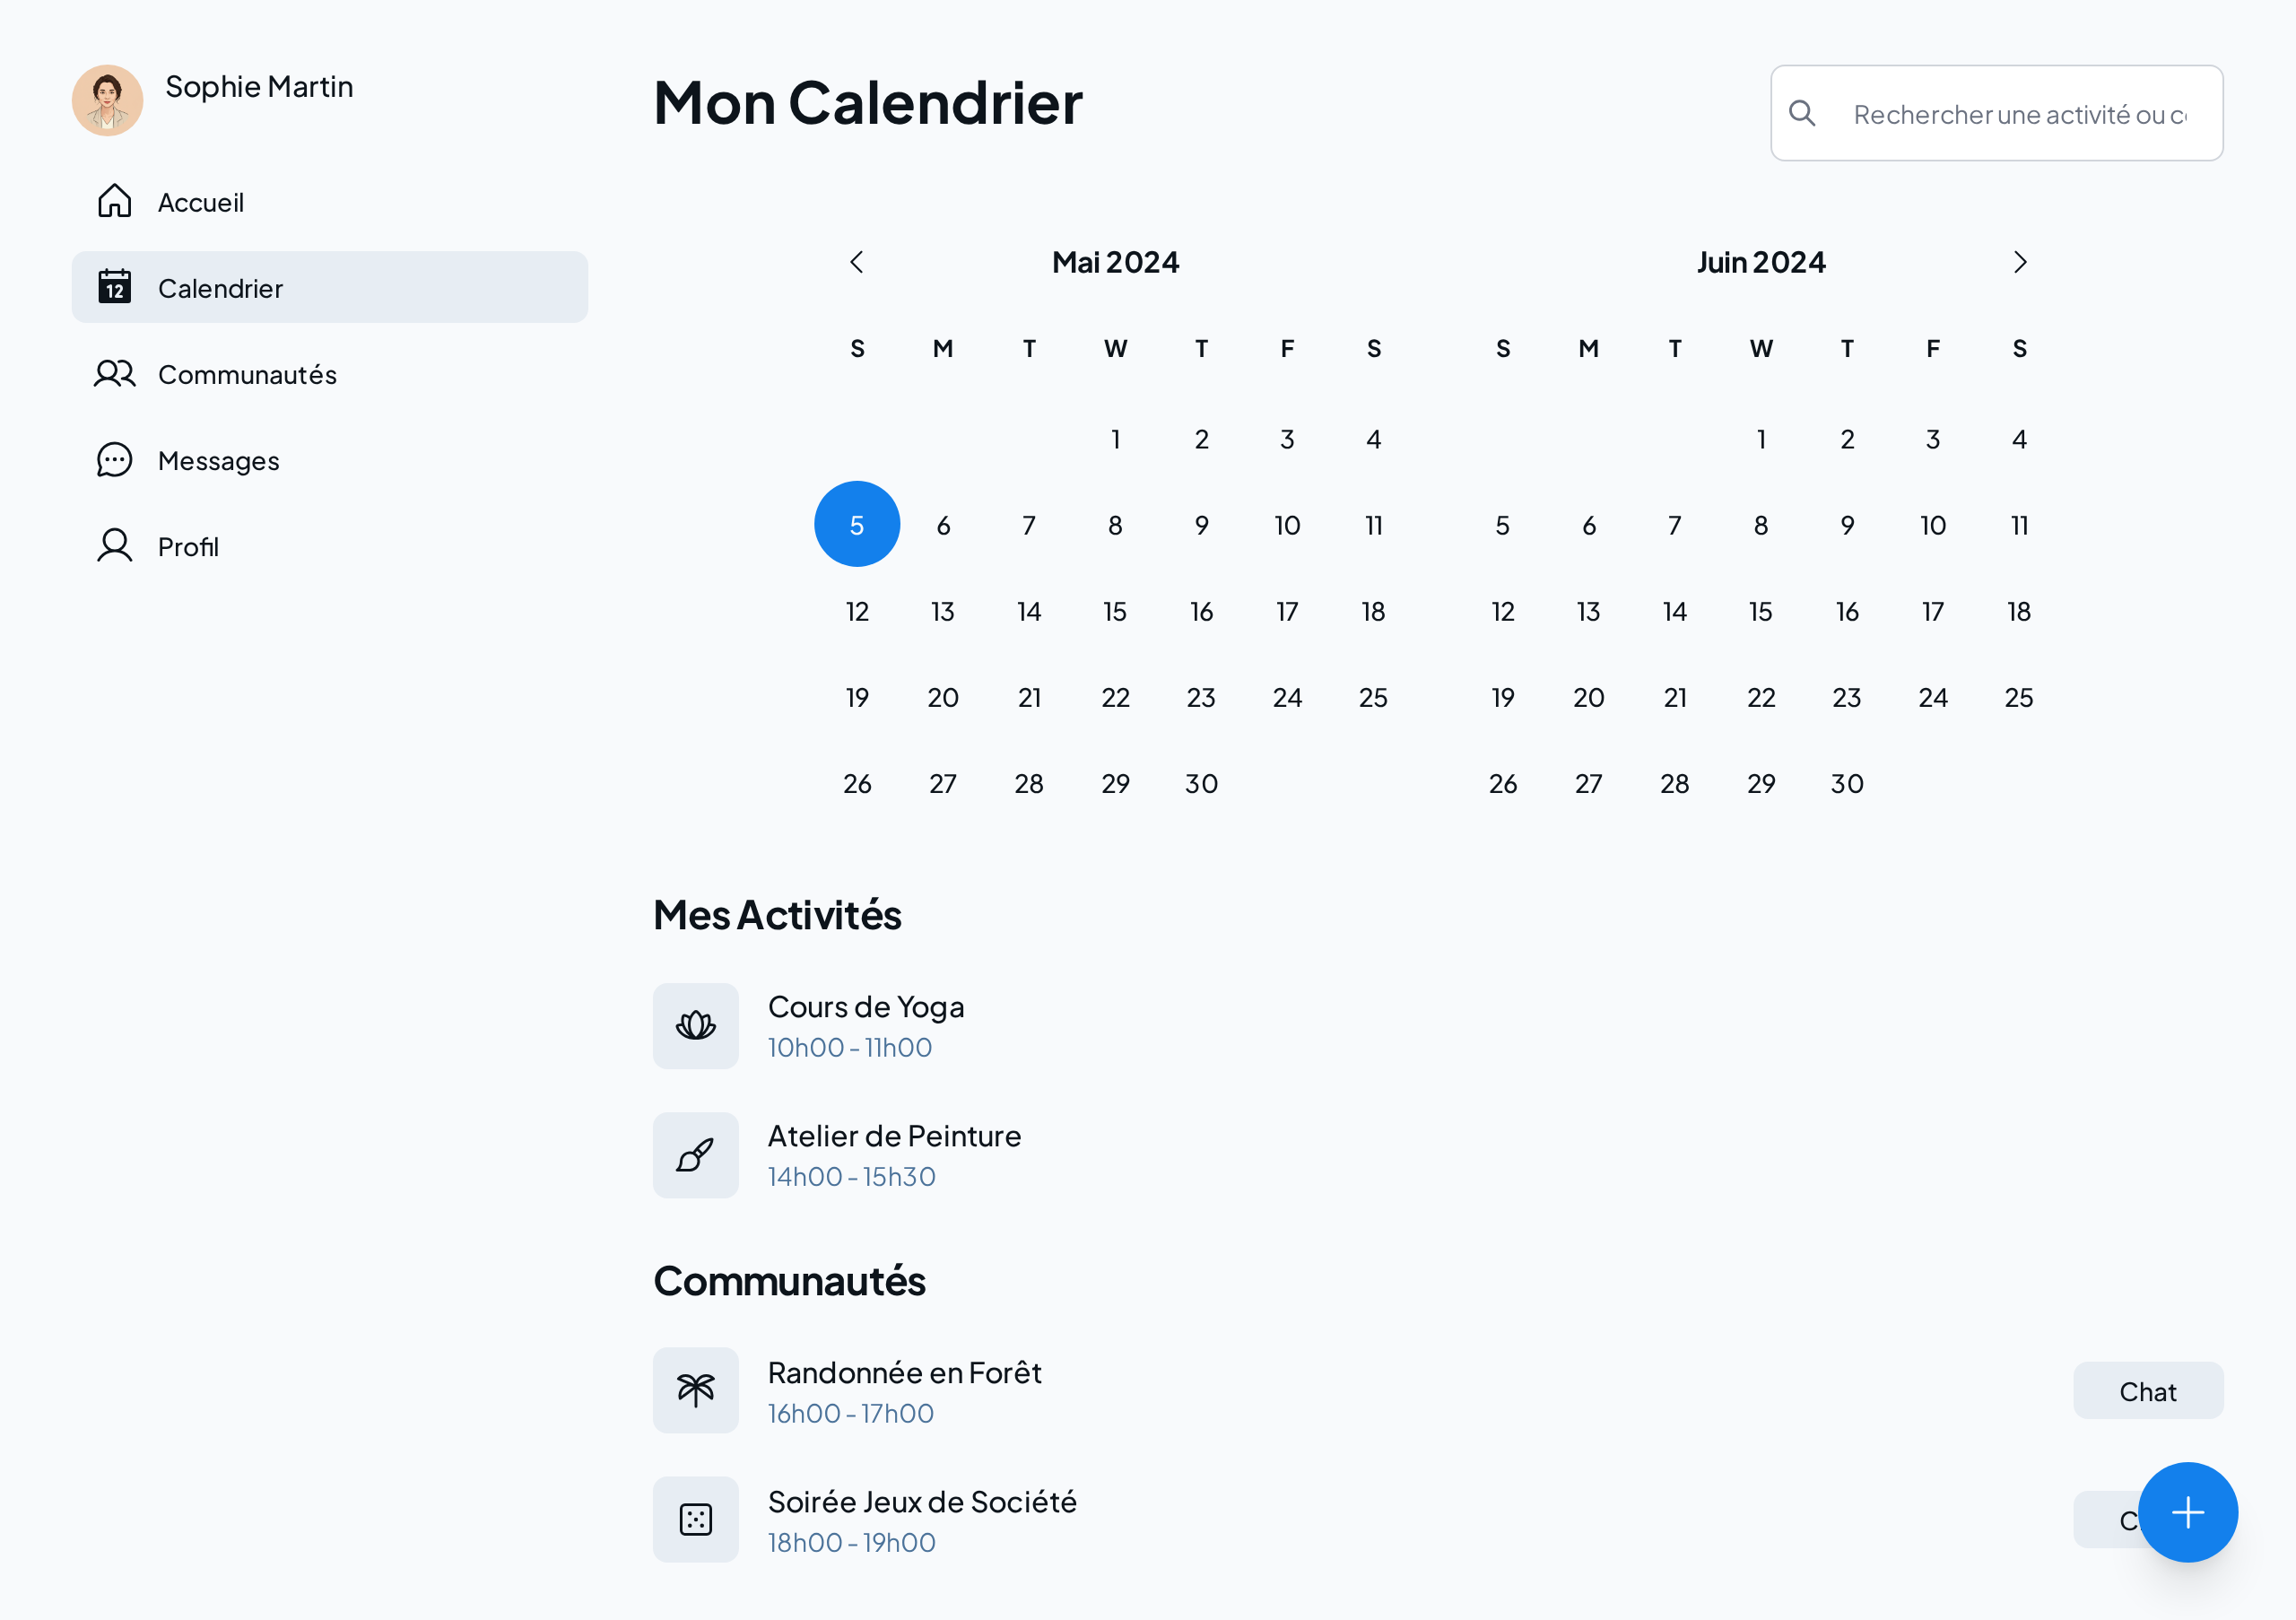 Sophie Martin
Accueil
12
Calendrier
Communautés
Messages
Profil
Mon Calendrier
Rechercher une activité ou c
Mai 2024
S M T W T F S
1 2 3 4
5 6 7 8 9 10 11
12 13 14 15 16 17 18
19 20 21 22 23 24 25
26 27 28 29 30
Juin 2024
S M T W T F S
1 2 3 4
5 6 7 8 9 10 11
12 13 14 15 16 17 18
19 20 21 22 23 24 25
26 27 28 29 30
Mes Activités
Cours de Yoga
10h00 - 11h00
Atelier de Peinture
14h00 - 15h30
Communautés
Randonnée en Forêt
16h00 - 17h00
Chat
Soirée Jeux de Société
18h00 - 19h00